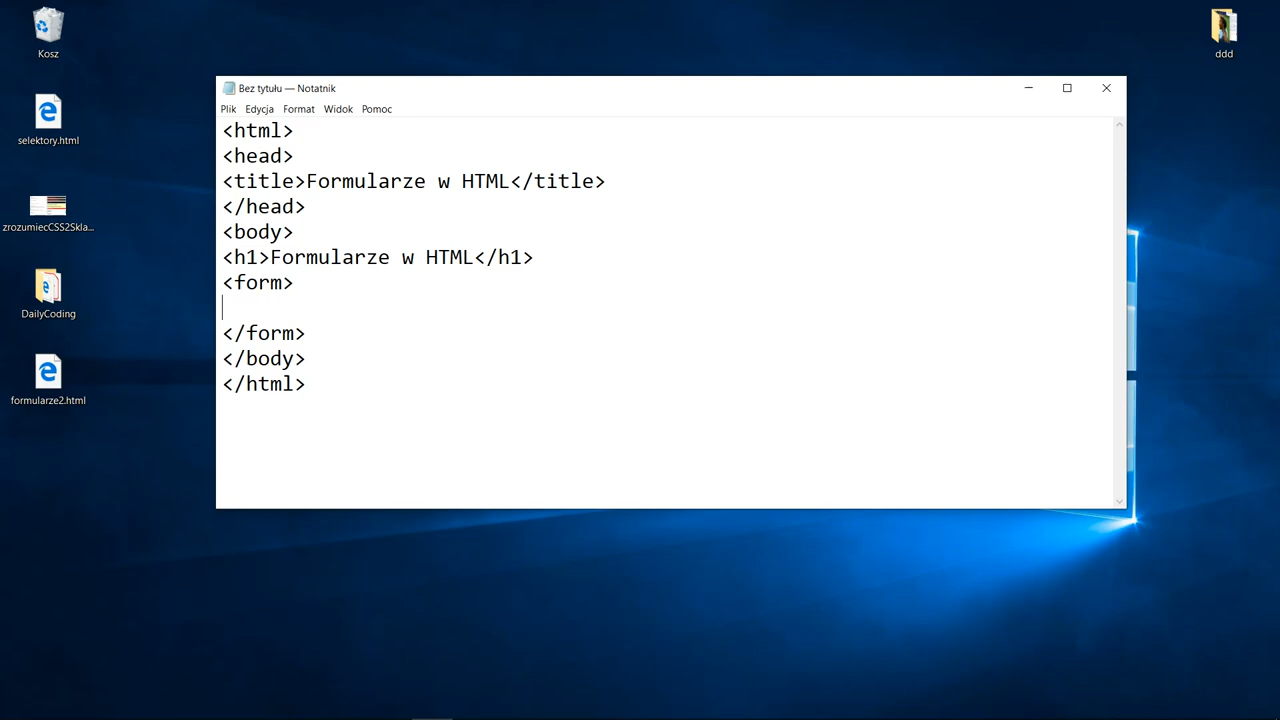 Kosz
selektory.html
zrozumiecCSS2Skla...
DailyCoding
formularze2.html
ddd
Bez tytułu — Notatnik
Plik Edycja Format Widok Pomoc
<html>
<head>
<title>Formularze w HTML</title>
</head>
<body>
<h1>Formularze w HTML</h1>
<form>
</form>
</body>
</html>